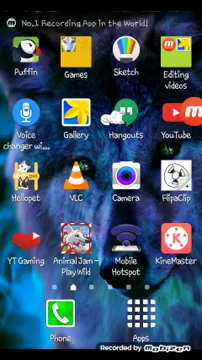 No.1 Recording App in the World!
Puffin Games Sketch Editing videos
Voice changer wi... Gallery Hangouts YouTube
Hellopet VLC Camera FlipaClip
YT Gaming Animal Jam - Play Wild Mobile Hotspot KineMaster
Phone Apps
Recorded by Mobizen